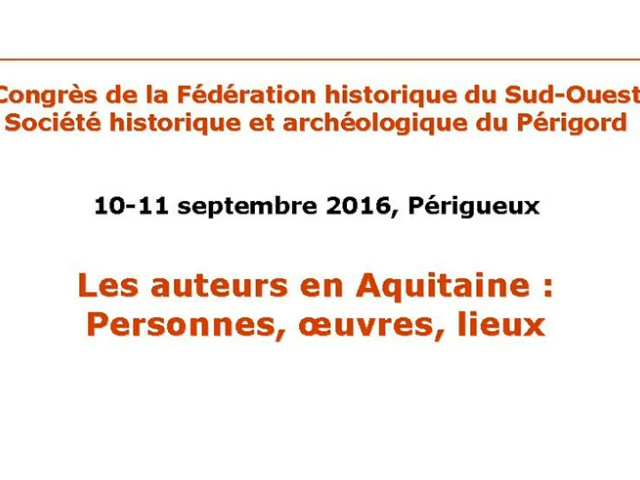 Congrès de la Fédération historique du Sud-Ouest
Société historique et archéologique du Périgord
10-11 septembre 2016, Périgueux
Les auteurs en Aquitaine :
Personnes, œuvres, lieux